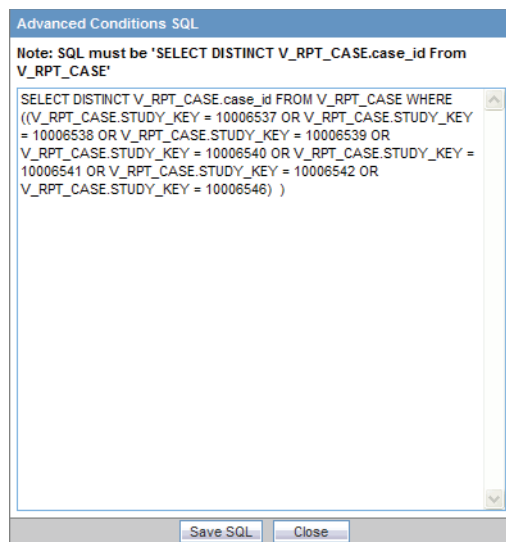 Advanced Conditions SQL
Note: SQL must be 'SELECT DISTINCT V_RPT_CASE.case_id From
V_RPT_CASE'
SELECT DISTINCT V_RPT_CASE.case_id FROM V_RPT_CASE WHERE
((V_RPT_CASE.STUDY_KEY = 10006537 OR V_RPT_CASE.STUDY_KEY
= 10006538 OR V_RPT_CASE.STUDY_KEY = 10006539 OR
V_RPT_CASE.STUDY_KEY = 10006540 OR V_RPT_CASE.STUDY_KEY =
10006541 OR V_RPT_CASE.STUDY_KEY = 10006542 OR
V_RPT_CASE.STUDY_KEY = 10006546)  )
Save SQL
Close